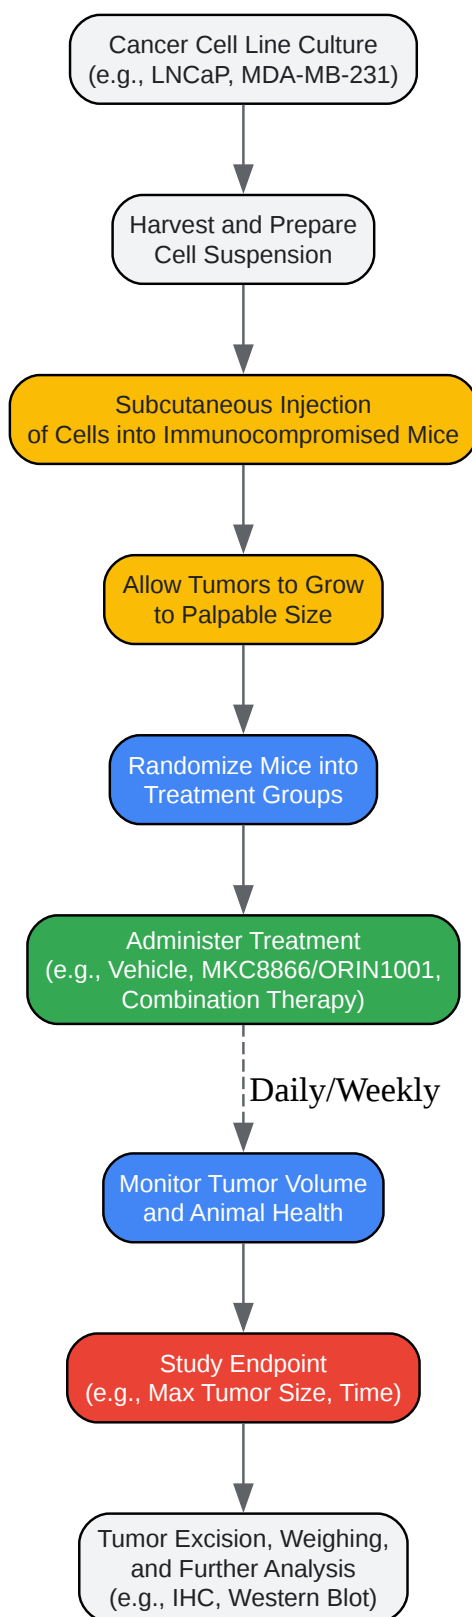 Cancer Cell Line Culture
(e.g., LNCaP, MDA-MB-231)
Harvest and Prepare
Cell Suspension
Subcutaneous Injection
of Cells into Immunocompromised Mice
Allow Tumors to Grow
to Palpable Size
Randomize Mice into
Treatment Groups
Administer Treatment
(e.g., Vehicle, MKC8866/ORIN1001,
Combination Therapy)
Daily/Weekly
Monitor Tumor Volume
and Animal Health
Study Endpoint
(e.g., Max Tumor Size, Time)
Tumor Excision, Weighing,
and Further Analysis
(e.g., IHC, Western Blot)